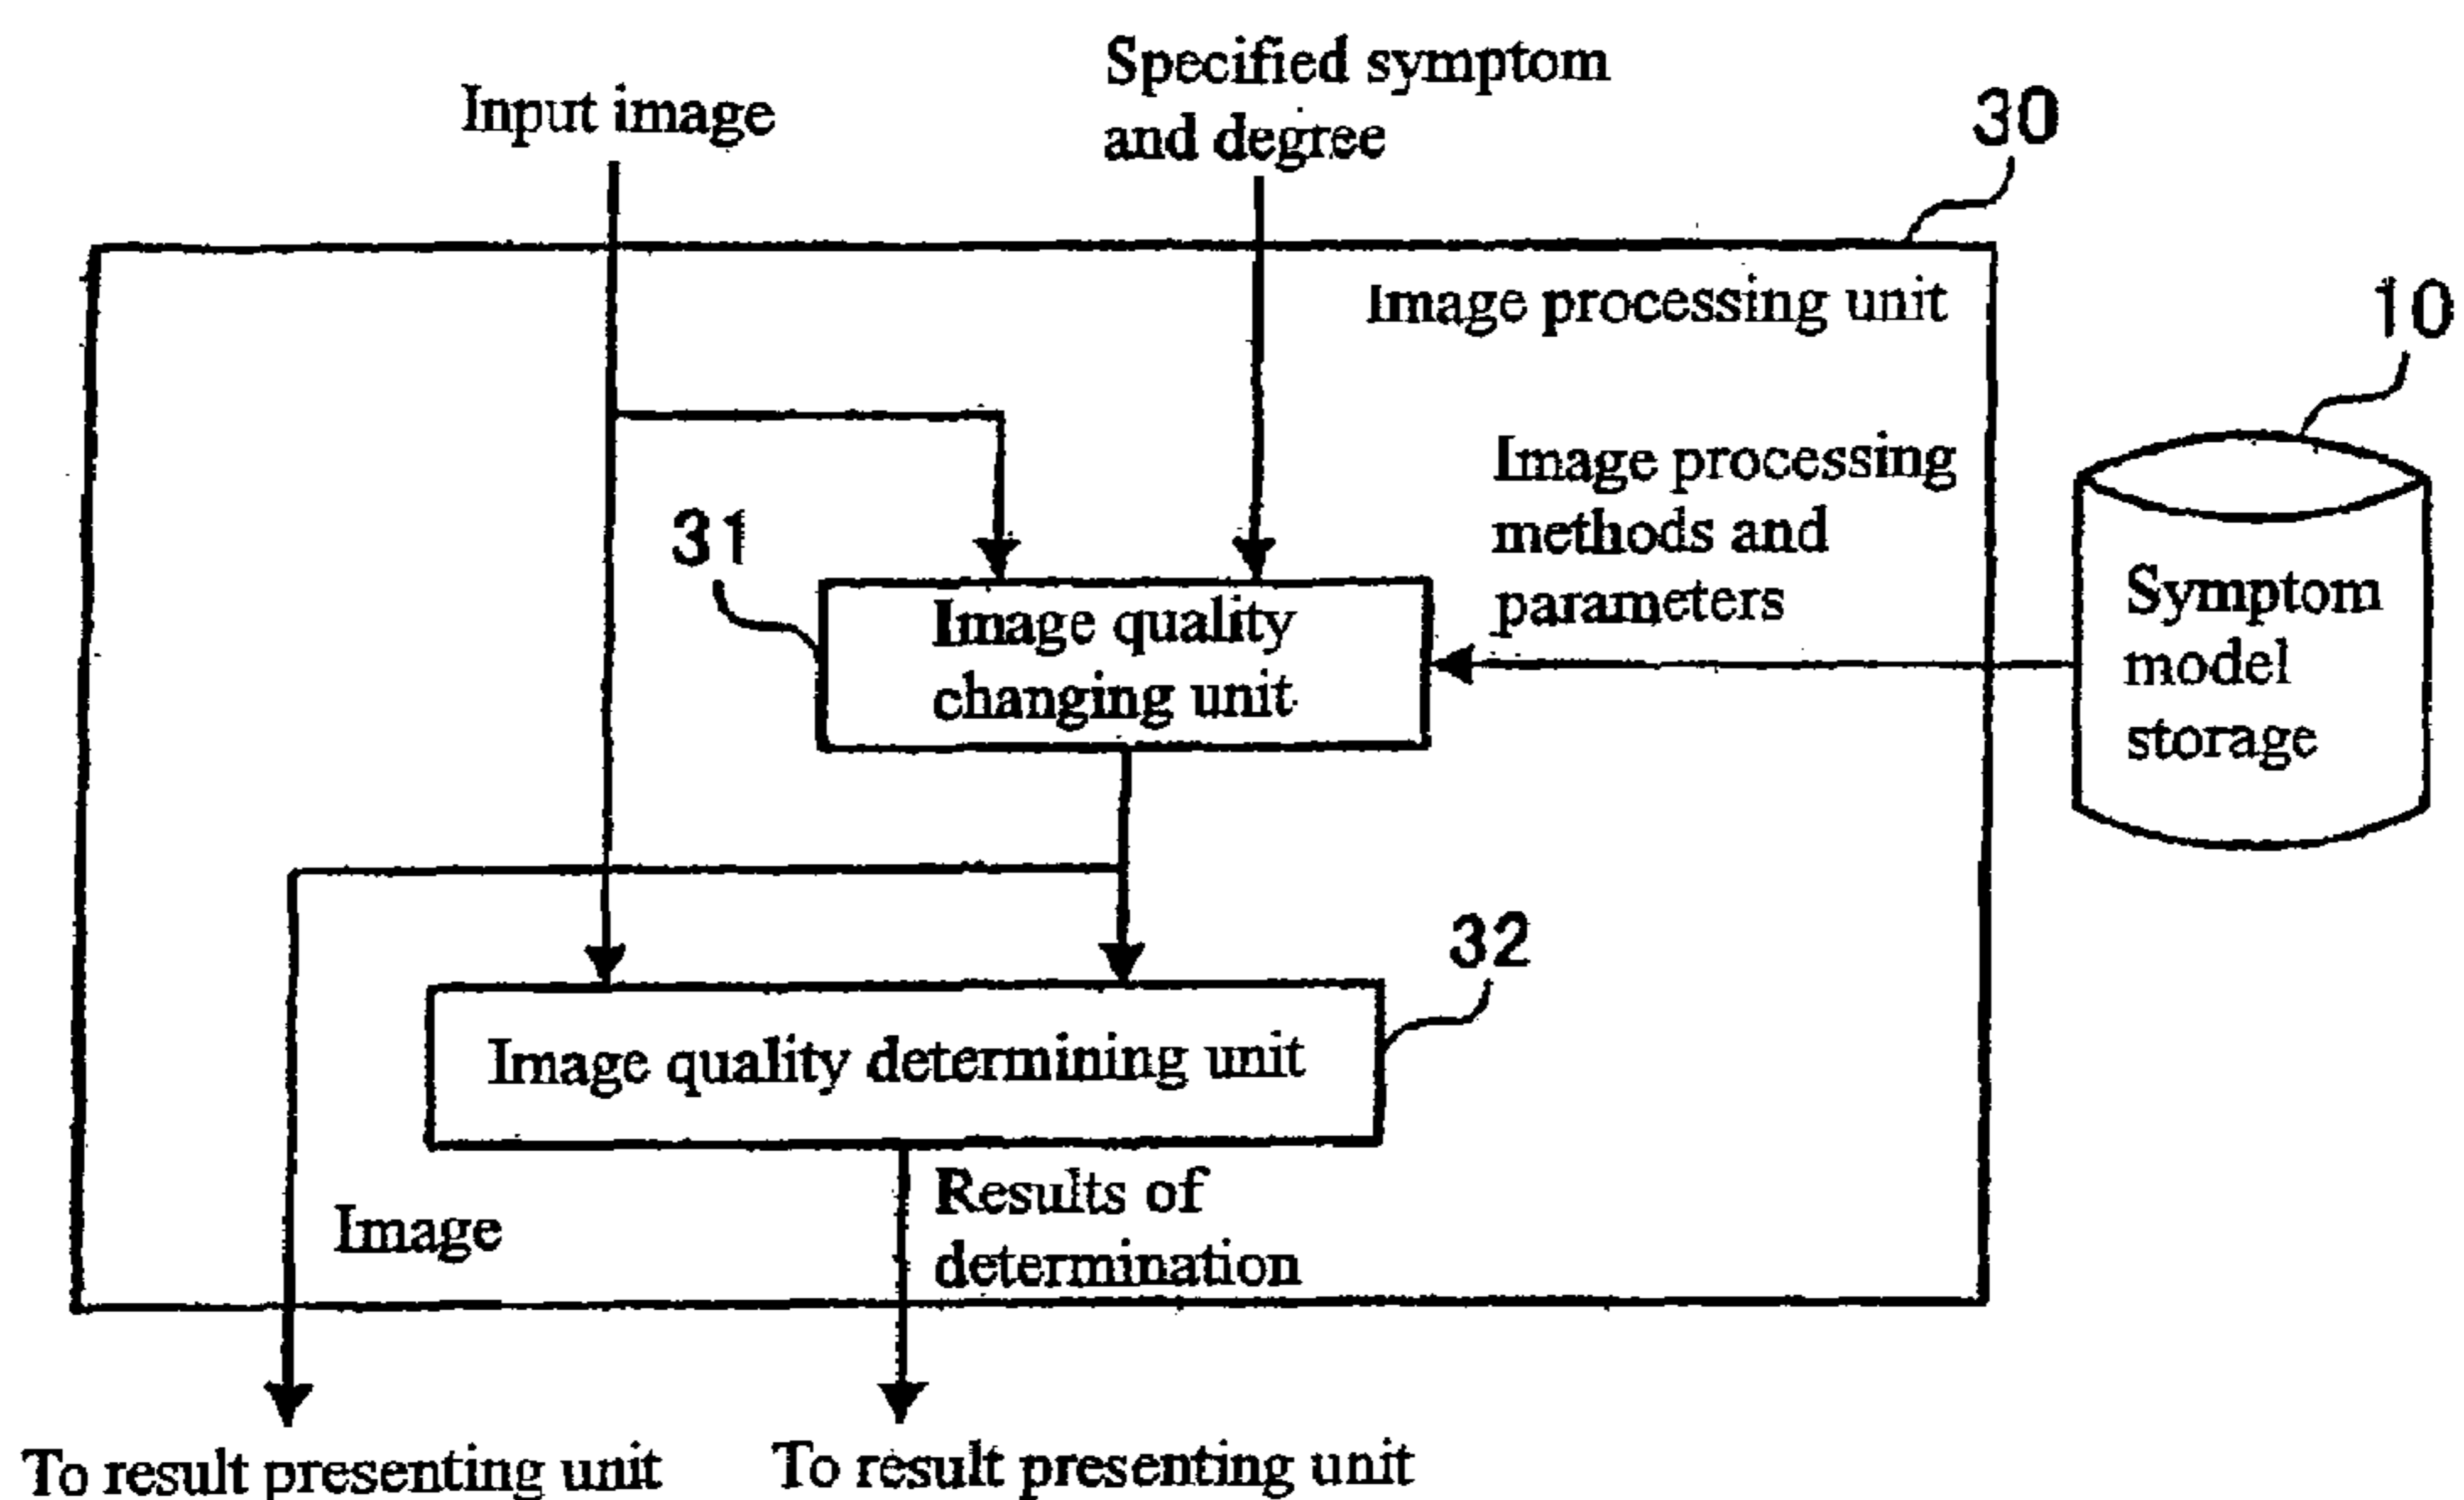 Specified symptom
and degree
Input image
30
Image processing unit
10
Image processing
methods and
parameters
31
Image quality
changing unit
Symptom
model
storage
32
Image quality determining unit
Results of
determination
Image
To result presenting unit
To result presenting unit